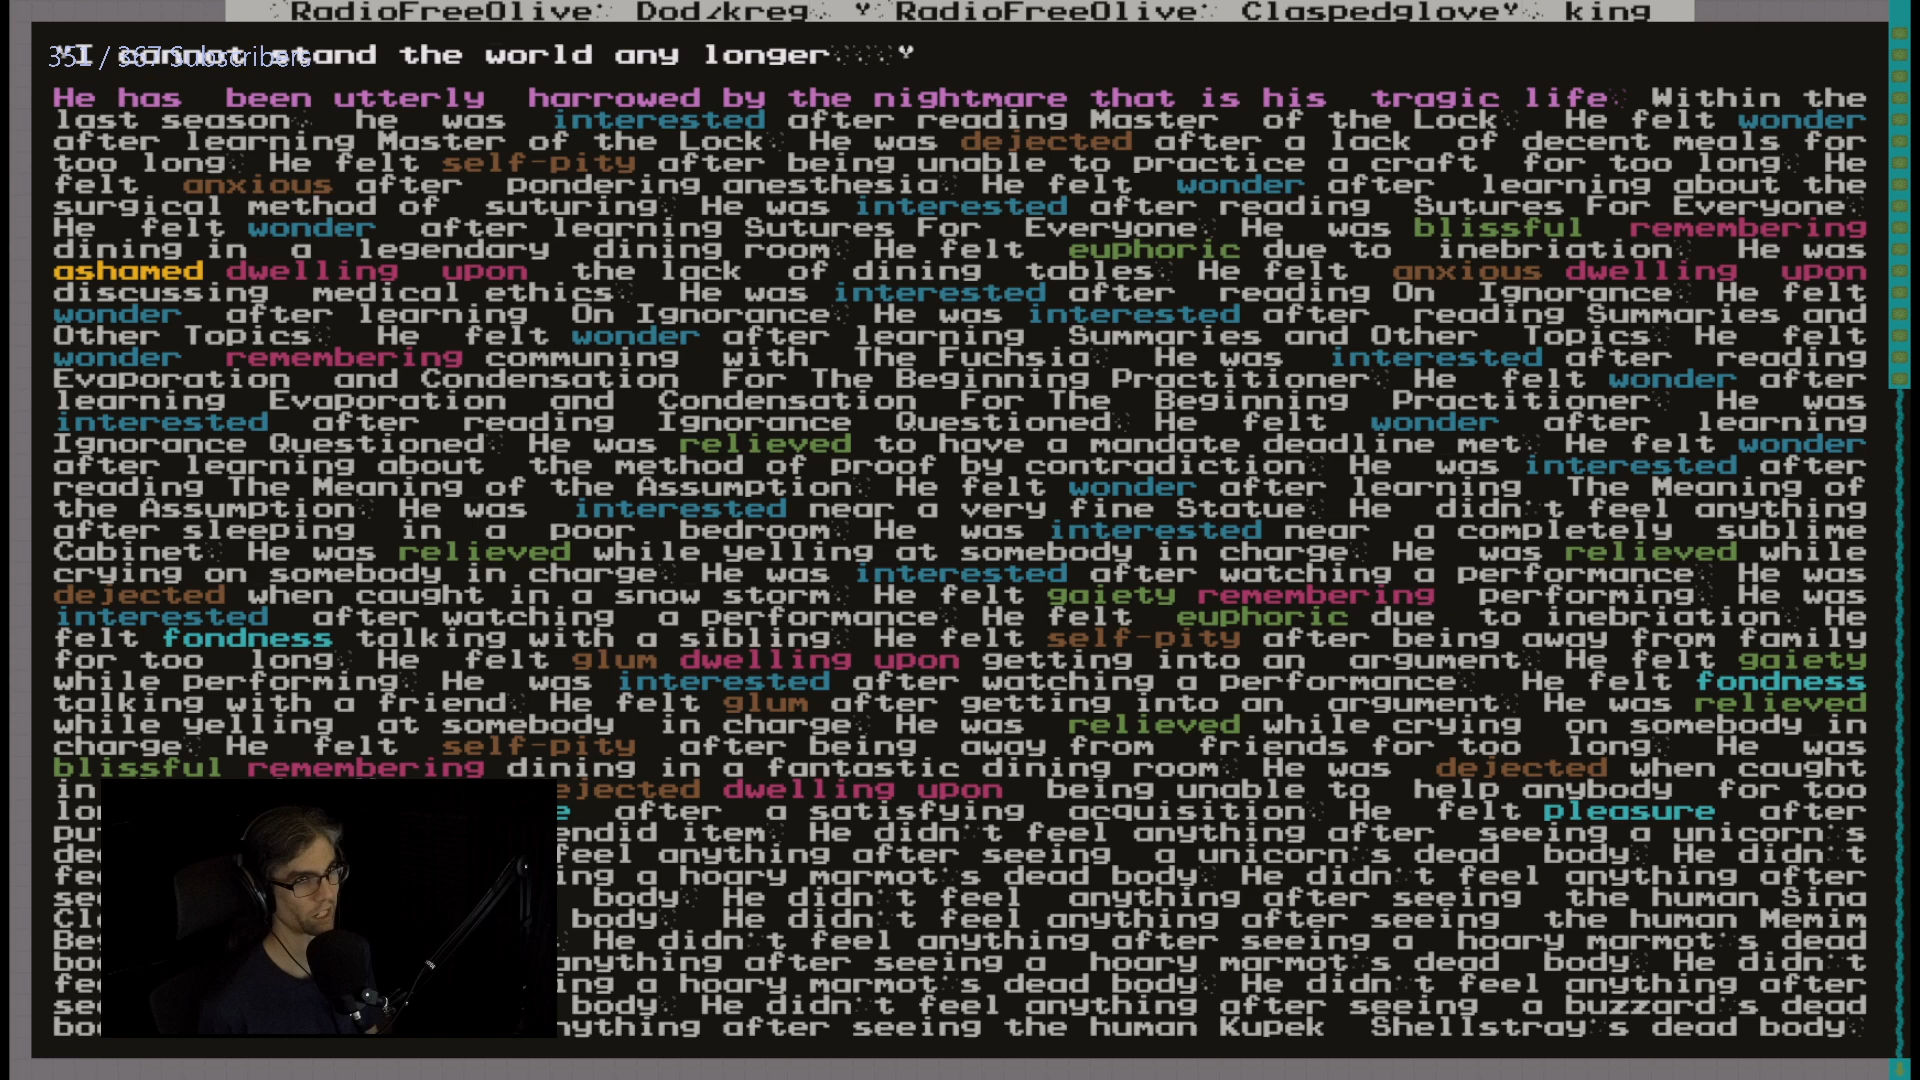 "RadioFreeOlive" Dod/kreg, "RadioFreeOlive" Claspedglove", king
351 / 367 Subscribers
"I cannot stand the world any longer...."
He has been utterly harrowed by the nightmare that is his tragic life. Within the
last season, he was interested after reading Master of the Lock. He felt wonder
after learning Master of the Lock. He was dejected after a lack of decent meals for
too long. He felt self-pity after being unable to practice a craft for too long. He
felt anxious after pondering anesthesia. He felt wonder after learning about the
surgical method of suturing. He was interested after reading Sutures For Everyone.
He felt wonder after learning Sutures For Everyone. He was blissful remembering
dining in a legendary dining room. He felt euphoric due to inebriation. He was
ashamed dwelling upon the lack of dining tables. He felt anxious dwelling upon
discussing medical ethics. He was interested after reading On Ignorance. He felt
wonder after learning On Ignorance. He was interested after reading Summaries and
Other Topics. He felt wonder after learning Summaries and Other Topics. He felt
wonder remembering communing with The Fuchsia. He was interested after reading
Evaporation and Condensation For The Beginning Practitioner. He felt wonder after
learning Evaporation and Condensation For The Beginning Practitioner. He was
interested after reading Ignorance Questioned. He felt wonder after learning
Ignorance Questioned. He was relieved to have a mandate deadline met. He felt wonder
after learning about the method of proof by contradiction. He was interested after
reading The Meaning of the Assumption. He felt wonder after learning The Meaning of
the Assumption. He was interested near a very fine Statue. He didn't feel anything
after sleeping in a poor bedroom. He was interested near a completely sublime
Cabinet. He was relieved while yelling at somebody in charge. He was relieved while
crying on somebody in charge. He was interested after watching a performance. He was
dejected when caught in a snow storm. He felt gaiety remembering performing. He was
interested after watching a performance. He felt euphoric due to inebriation. He
felt fondness talking with a sibling. He felt self-pity after being away from family
for too long. He felt glum dwelling upon getting into an argument. He felt gaiety
while performing. He was interested after watching a performance. He felt fondness
talking with a friend. He felt glum after getting into an argument. He was relieved
while yelling at somebody in charge. He was relieved while crying on somebody in
charge. He felt self-pity after being away from friends for too long. He was
blissful remembering dining in a fantastic dining room. He was dejected when caught
in dejected dwelling upon being unable to help anybody for too
after a satisfying acquisition. He felt pleasure after
item. He didn't feel anything after seeing a unicorn's
feel anything after seeing a unicorn's dead body. He didn't
a hoary marmot's dead body. He didn't feel anything after
body. He didn't feel anything after seeing the human Sina
body. He didn't feel anything after seeing the human Memim
He didn't feel anything after seeing a hoary marmot's dead
anything after seeing a hoary marmot's dead body. He didn't
a hoary marmot's dead body. He didn't feel anything after
body. He didn't feel anything after seeing a buzzard's dead
anything after seeing the human Kupek Shellstray's dead body.